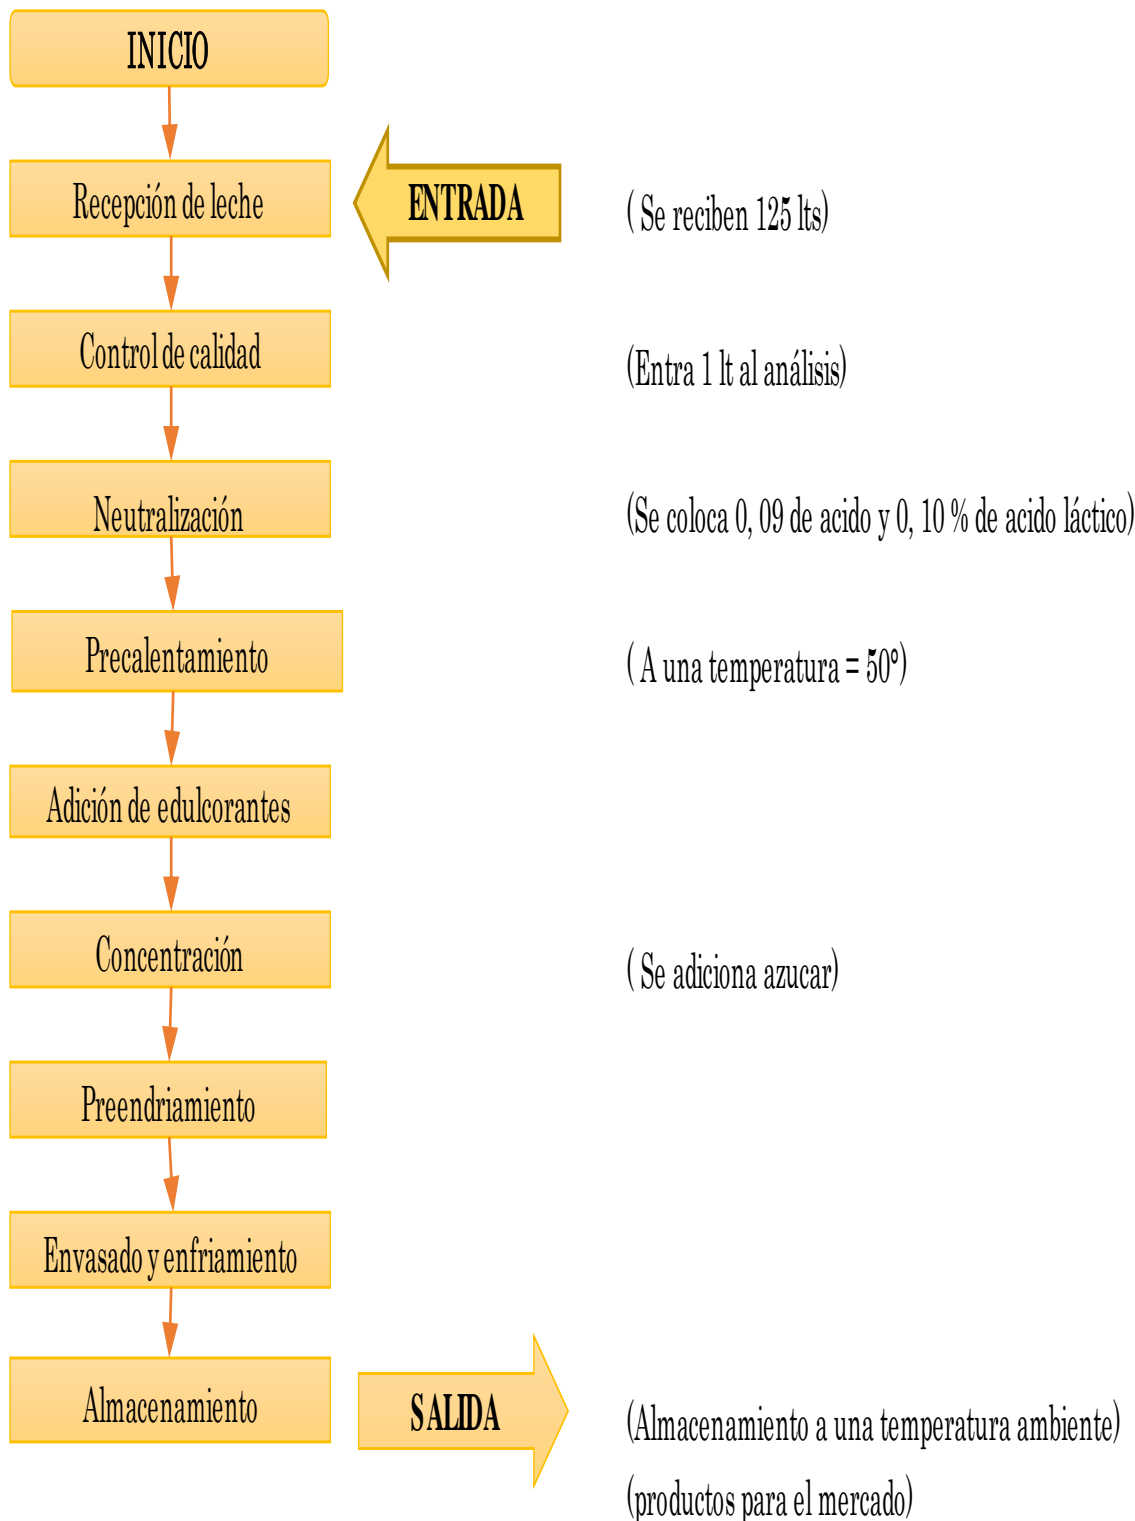 INICIO
Recepción de leche
ENTRADA
( Se reciben 125 lts)
Control de calidad
(Entra 1 lt al análisis)
Neutralización
(Se coloca 0, 09 de acido y 0, 10 % de acido láctico)
Precalentamiento
( A una temperatura = 50°)
Adición de edulcorantes
Concentración
( Se adiciona azucar)
Preendriamiento
Envasado y enfriamiento
Almacenamiento
SALIDA
(Almacenamiento a una temperatura ambiente)
(productos para el mercado)